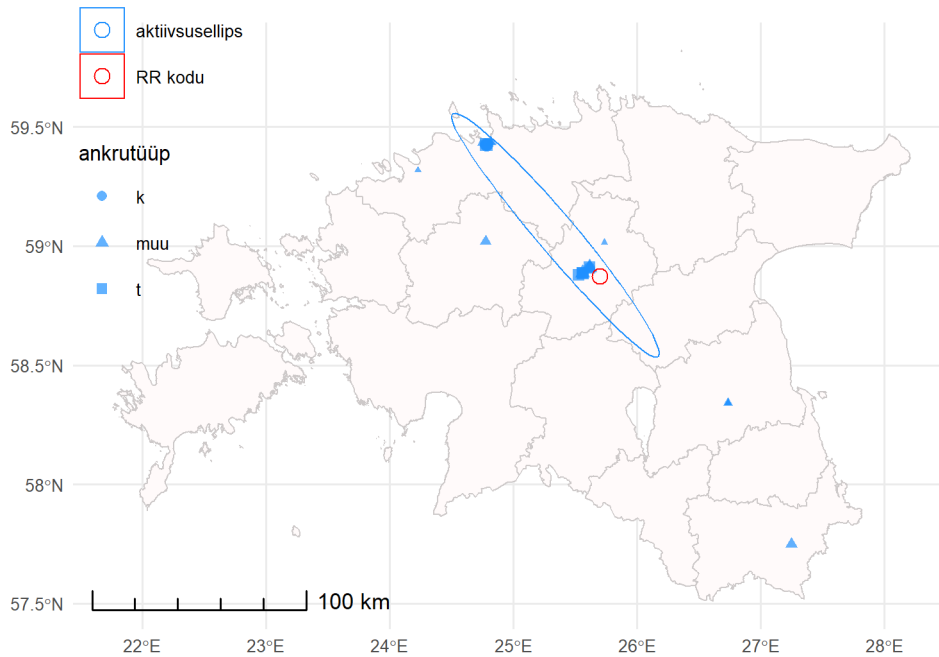 aktiivsusellips
RR kodu
59.5°N
ankrutüüp
k
muu
59°N
t
58.5°N
58°N
57.5°N
100 km
22°E 23°E 24°E 25°E 26°E 27°E 28°E